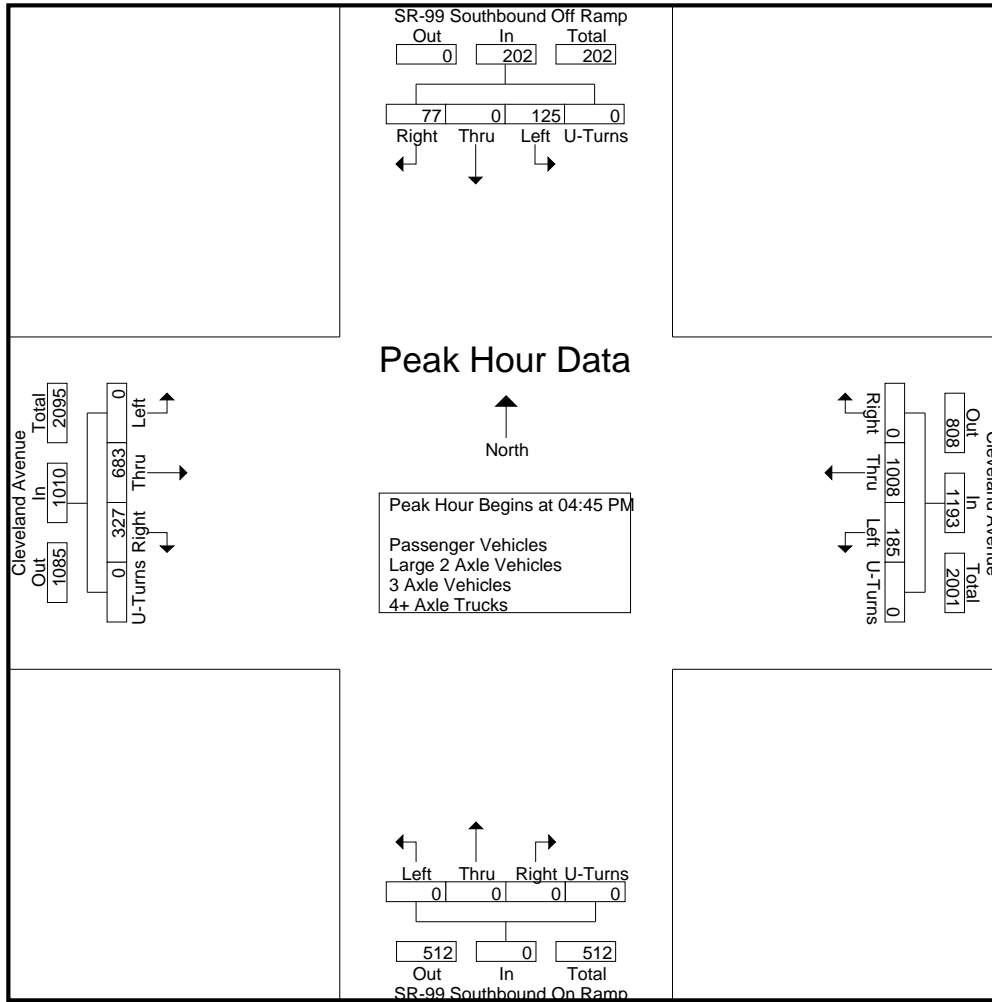 SR-99 Southbound Off Ramp
Out In Total
0 202 202
77 0 125 0
Right Thru Left U-Turns
Peak Hour Data
North
Peak Hour Begins at 04:45 PM
Passenger Vehicles
Large 2 Axle Vehicles
3 Axle Vehicles
4+ Axle Trucks
Cleveland Avenue
Out In Total
1085 1010 2095
0 683 327 0
Left Thru Right U-Turns
Cleveland Avenue
Out In Total
808 1193 2001
0 1008 185 0
Right Thru Left U-Turns
Left Thru Right U-Turns
0 0 0 0
512 0 512
Out In Total
SR-99 Southbound On Ramp